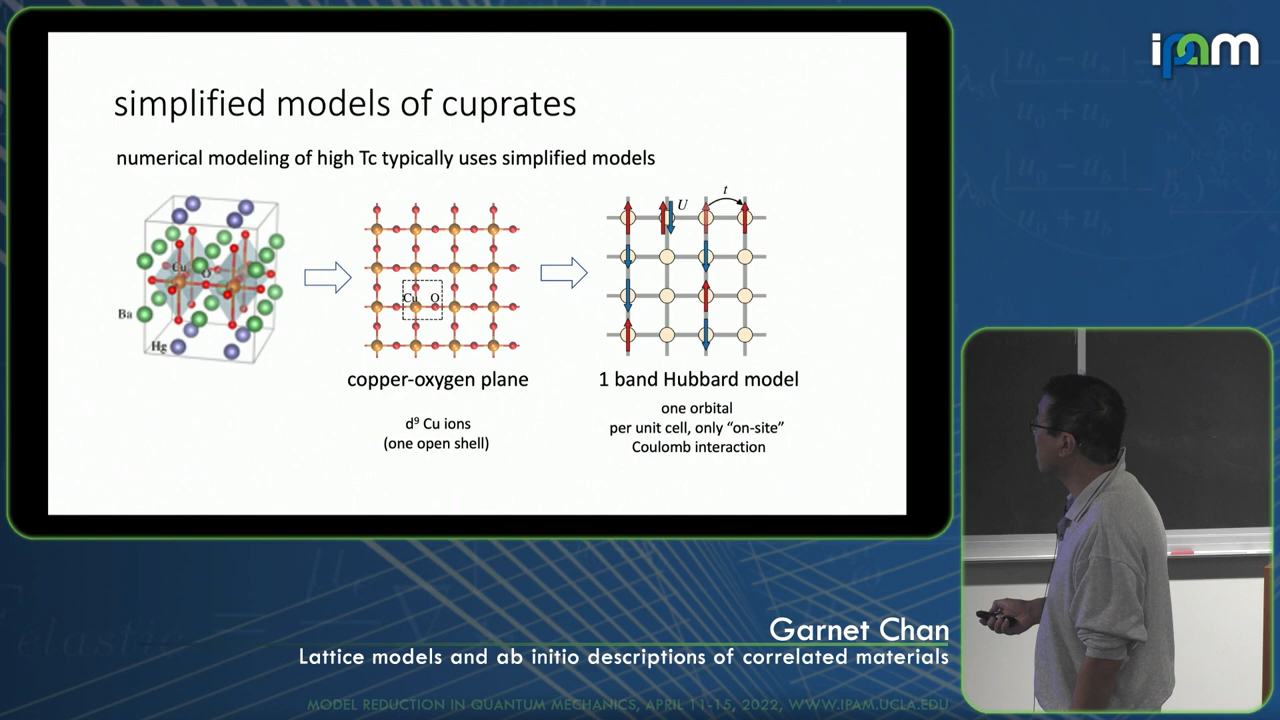 ipam
simplified models of cuprates
numerical modeling of high Tc typically uses simplified models
Cu
O
Ba
Hg
Cu O
U
t
copper-oxygen plane
d⁹ Cu ions
(one open shell)
1 band Hubbard model
one orbital
per unit cell, only “on-site”
Coulomb interaction
Garnet Chan
Lattice models and ab initio descriptions of correlated materials
MODEL REDUCTION IN QUANTUM MECHANICS, APRIL 11-15, 2022, WWW.IPAM.UCLA.EDU